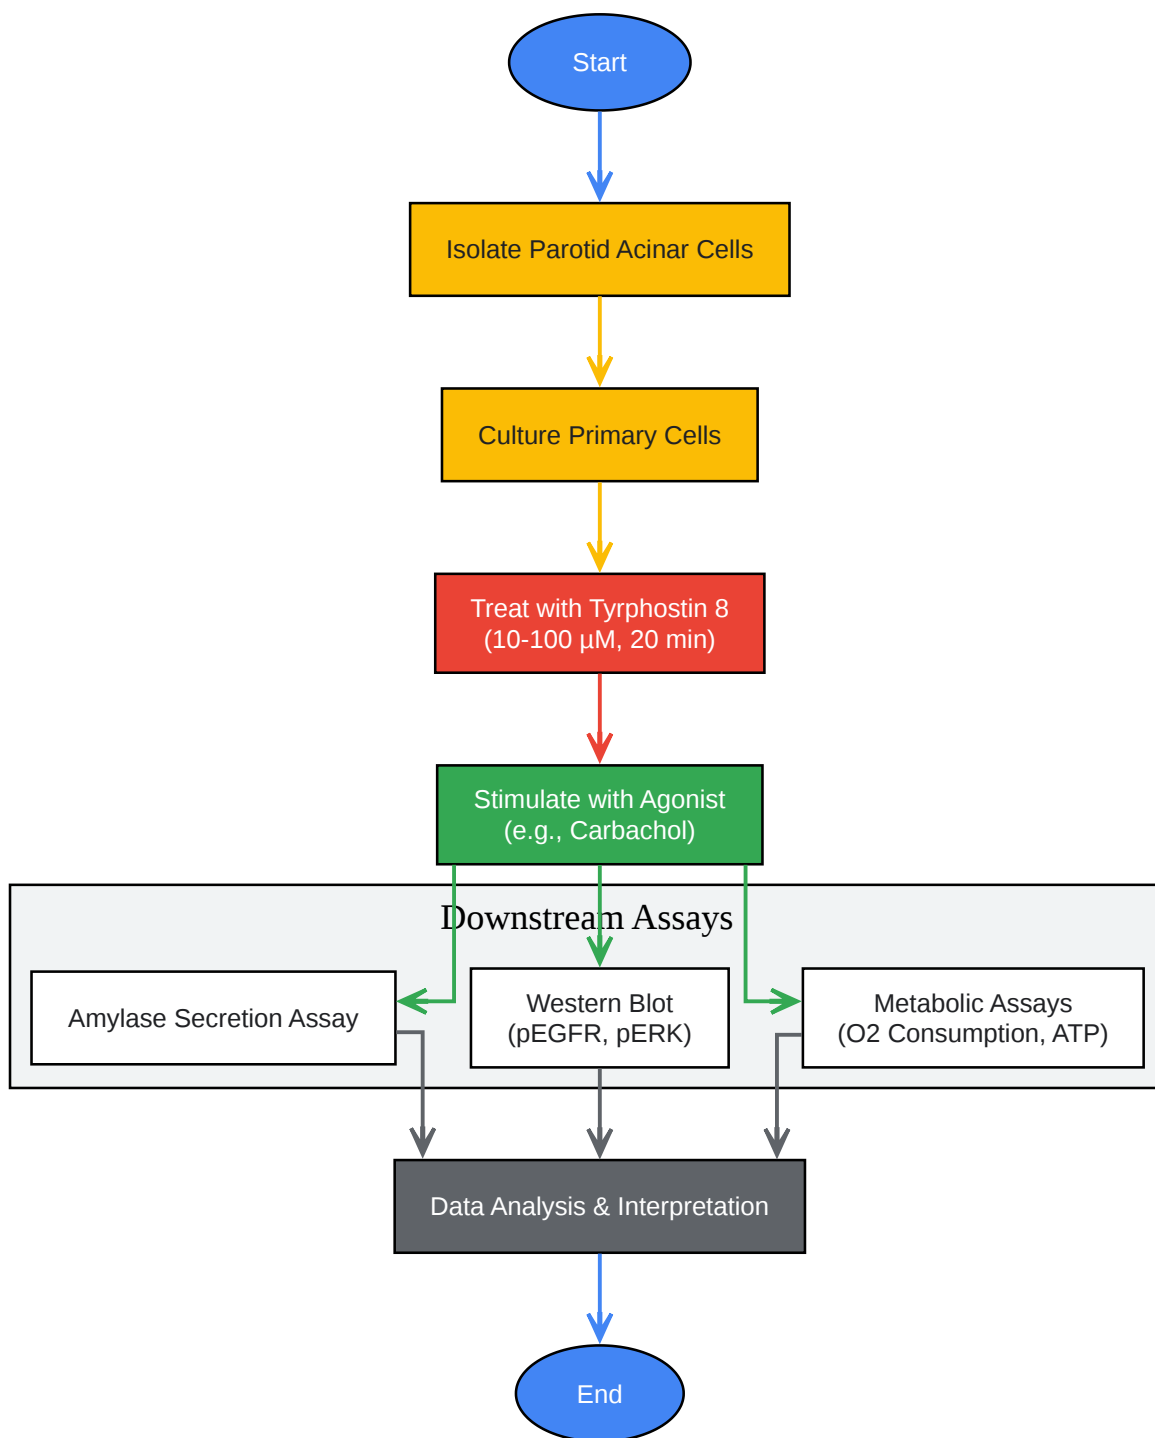 Start
Isolate Parotid Acinar Cells
Culture Primary Cells
Treat with Tyrphostin 8
(10-100 µM, 20 min)
Stimulate with Agonist
(e.g., Carbachol)
Downstream Assays
Amylase Secretion Assay
Western Blot
(pEGFR, pERK)
Metabolic Assays
(O2 Consumption, ATP)
Data Analysis & Interpretation
End